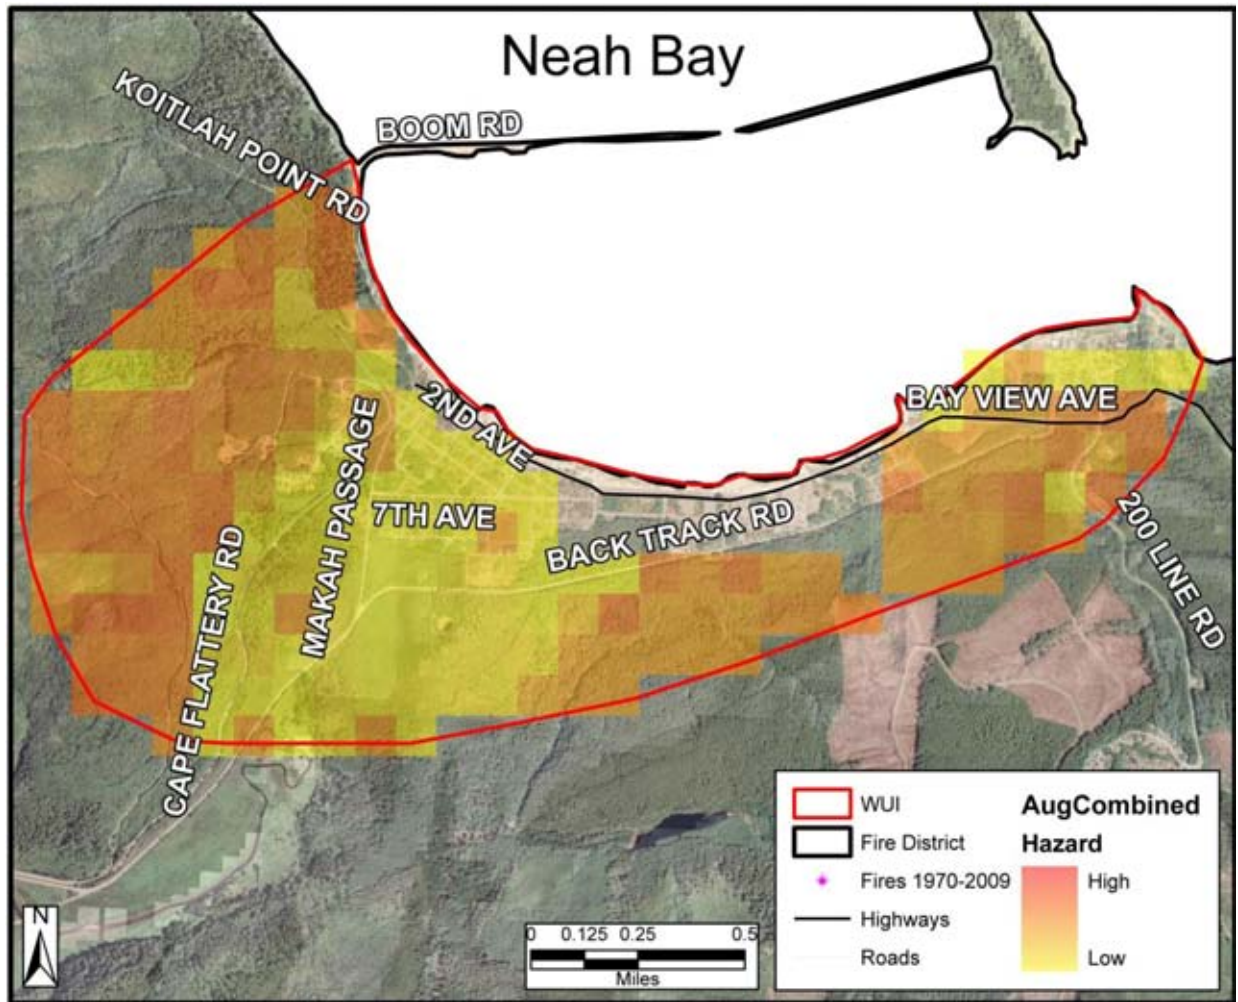 Neah Bay
KOITLAH POINT RD
BOOM RD
2ND AVE
BAY VIEW AVE
MAKAH PASSAGE
7TH AVE
BACK TRACK RD
200 LINE RD
CAPE FLATTERY RD
N
0 0.125 0.25 0.5
Miles
WUI
Fire District
Fires 1970-2009
Highways
Roads
AugCombined
Hazard
High
Low